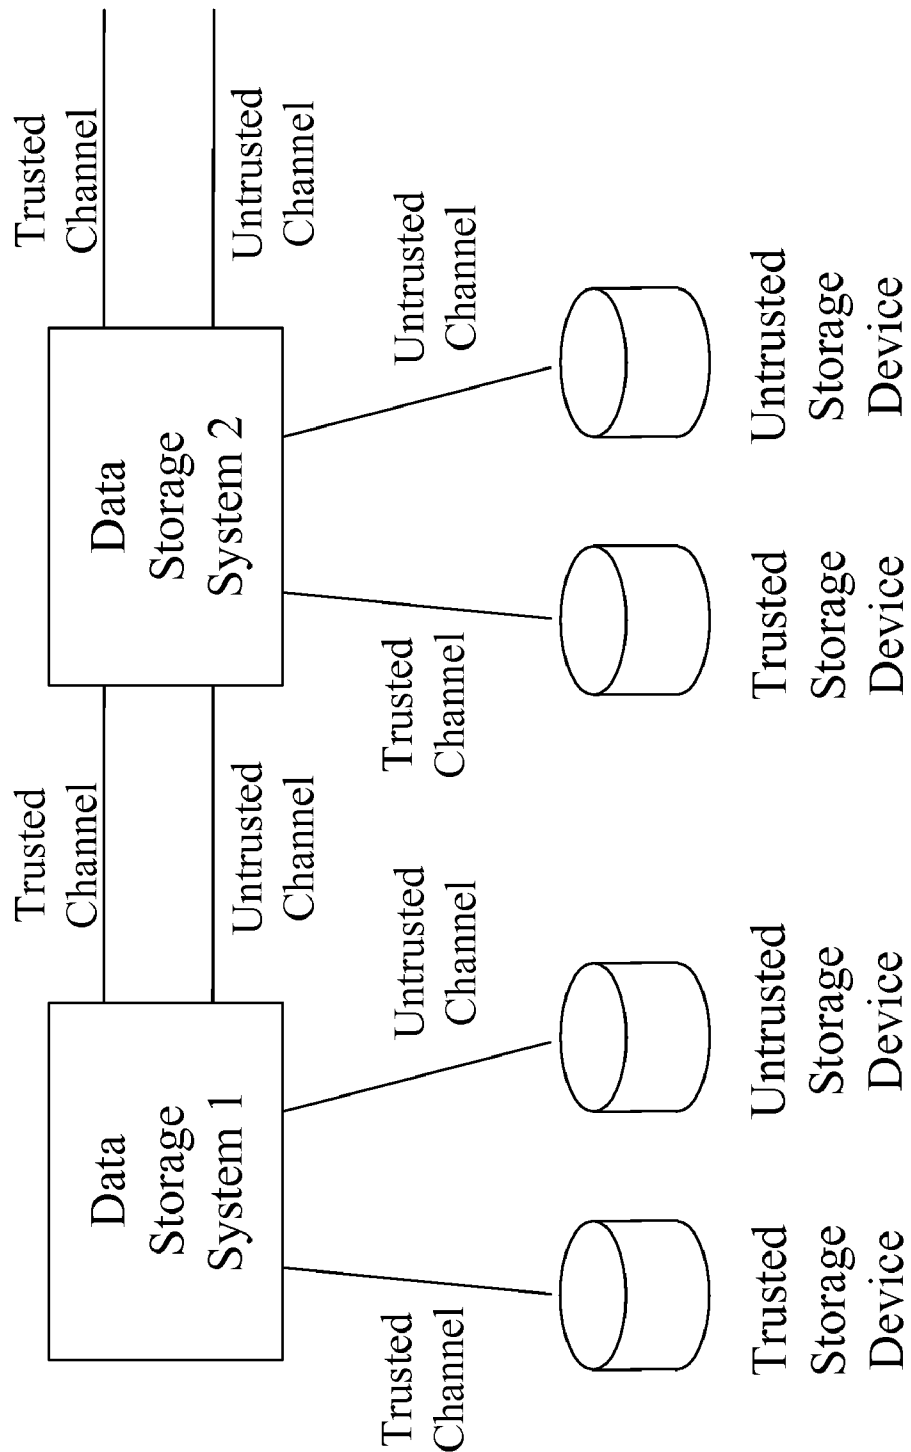 Trusted
Channel
Untrusted
Channel
Trusted
Channel
Untrusted
Channel
Data
Storage
System 1
Data
Storage
System 2
Trusted
Channel
Untrusted
Channel
Trusted
Channel
Untrusted
Channel
Trusted
Storage
Device
Untrusted
Storage
Device
Trusted
Storage
Device
Untrusted
Storage
Device